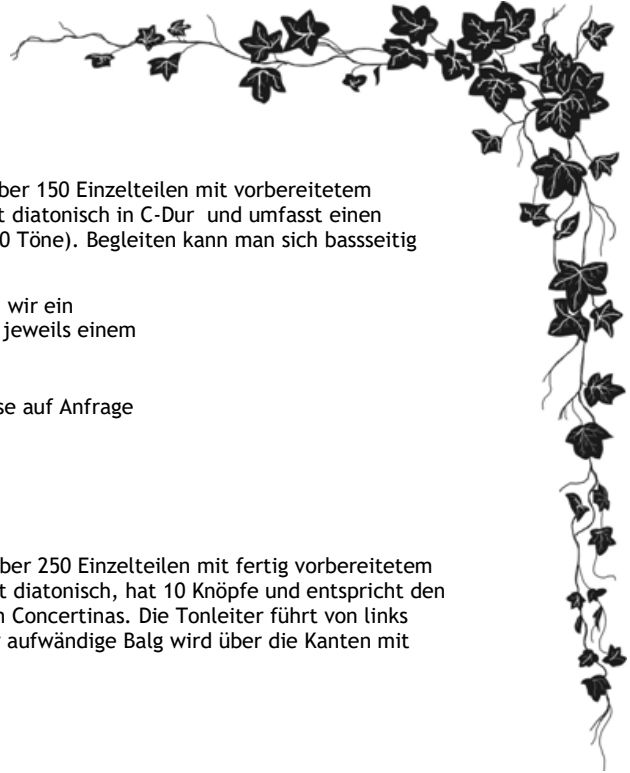 ber 150 Einzelteilen mit vorbereitetem
t diatonisch in C-Dur und umfasst einen
0 Töne). Begleiten kann man sich bassseitig
wir ein
jeweils einem
se auf Anfrage
ber 250 Einzelteilen mit fertig vorbereitetem
t diatonisch, hat 10 Knöpfe und entspricht den
n Concertinas. Die Tonleiter führt von links
r aufwändige Balg wird über die Kanten mit